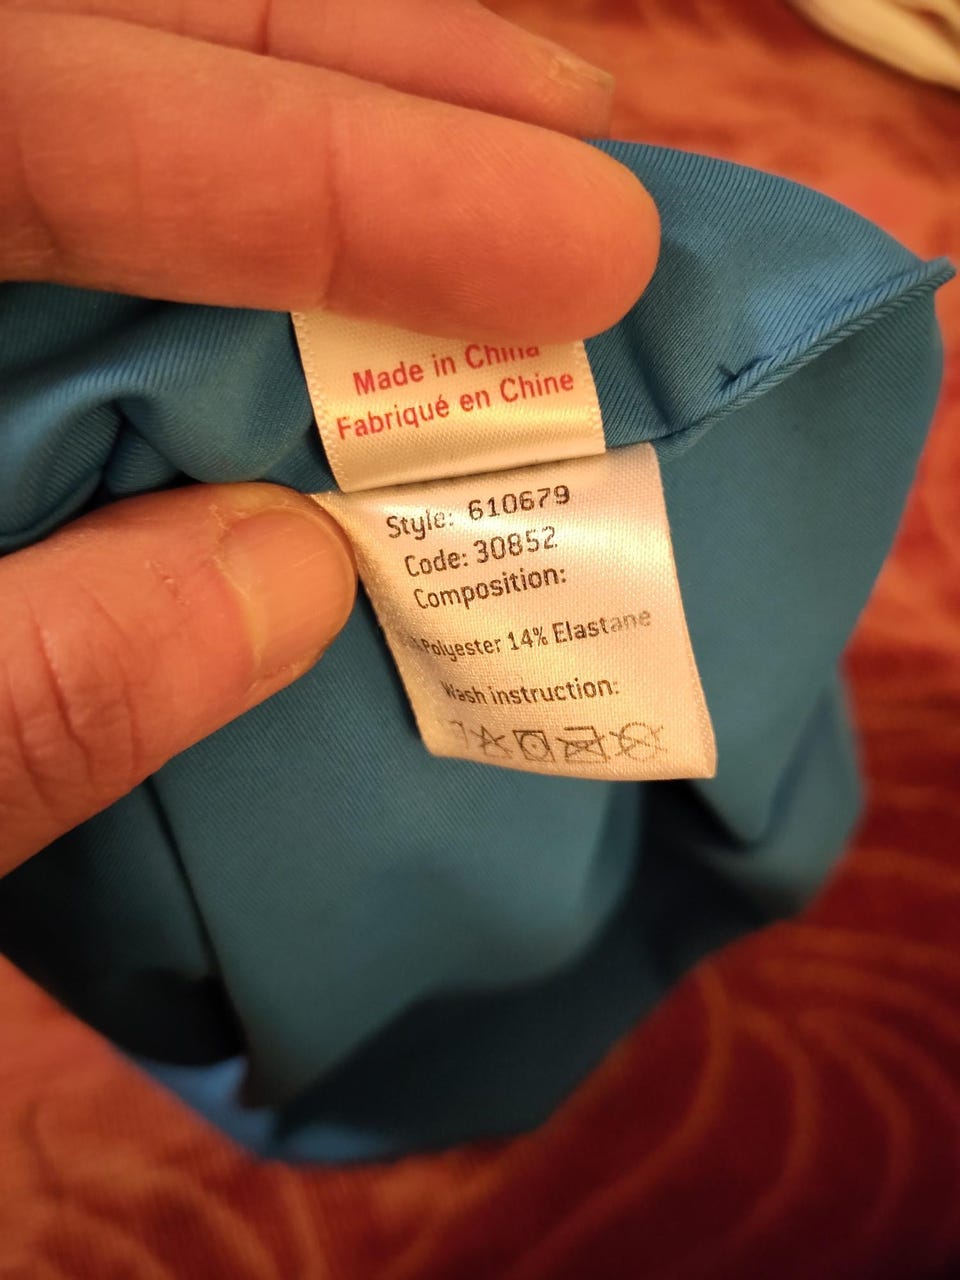 Made in China
Fabriqué en Chine
Style: 610679
Code: 30852
Composition:
Polyester 14% Elastane
Wash instruction: